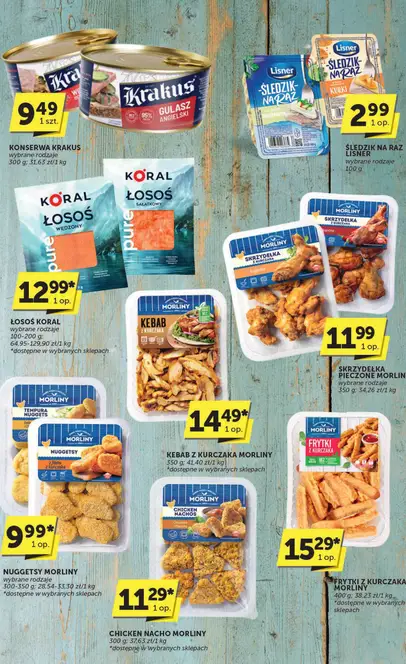 Krakus
Krakus
GULASZ
ANGIELSKI
9 49
1 szt.
KONSERWA KRAKUS
wybrane rodzaje
300 g; 31,63 zł/1 kg
Lisner
ŚLEDZIK
NA RAZ
Lisner
ŚLEDZIK
NA RAZ
2 99
1 op.
ŚLEDZIK NA RAZ
LISNER
wybrane rodzaje
100 g
KORAL
ŁOSOŚ
WĘDZONY
pure
KORAL
ŁOSOŚ
SAŁATKOWY
pure
12 99*
1 op.
ŁOSOŚ KORAL
wybrane rodzaje
100-200 g;
64,95-129,90 zł/1 kg
*dostępne w wybranych sklepach
MORLINY
SKRZYDEŁKA
Z KURCZAKA
MORLINY
SKRZYDEŁKA
Z KURCZAKA
11 99
1 op.
SKRZYDEŁKA
PIECZONE MORLIN
wybrane rodzaje
350 g; 34,26 zł/1 kg
MORLINY
KEBAB
Z KURCZAKA
14 49*
1 op.
KEBAB Z KURCZAKA MORLINY
350 g; 41,40 zł/1 kg
*dostępne w wybranych sklepach
MORLINY
TEMPURA
NUGGETS
MORLINY
NUGGETSY
9 99*
1 op.
NUGGETSY MORLINY
wybrane rodzaje
300-350 g; 28,54-33,30 zł/1 kg
*dostępne w wybranych sklepach
MORLINY
CHICKEN
NACHOS
11 29*
1 op.
CHICKEN NACHO MORLINY
300 g; 37,63 zł/1 kg
*dostępne w wybranych sklepach
MORLINY
FRYTKI
Z KURCZAKA
15 29*
1 op.
FRYTKI Z KURCZAKA
MORLINY
400 g; 38,23 zł/1 kg
*dostępne w wybranych sklepach